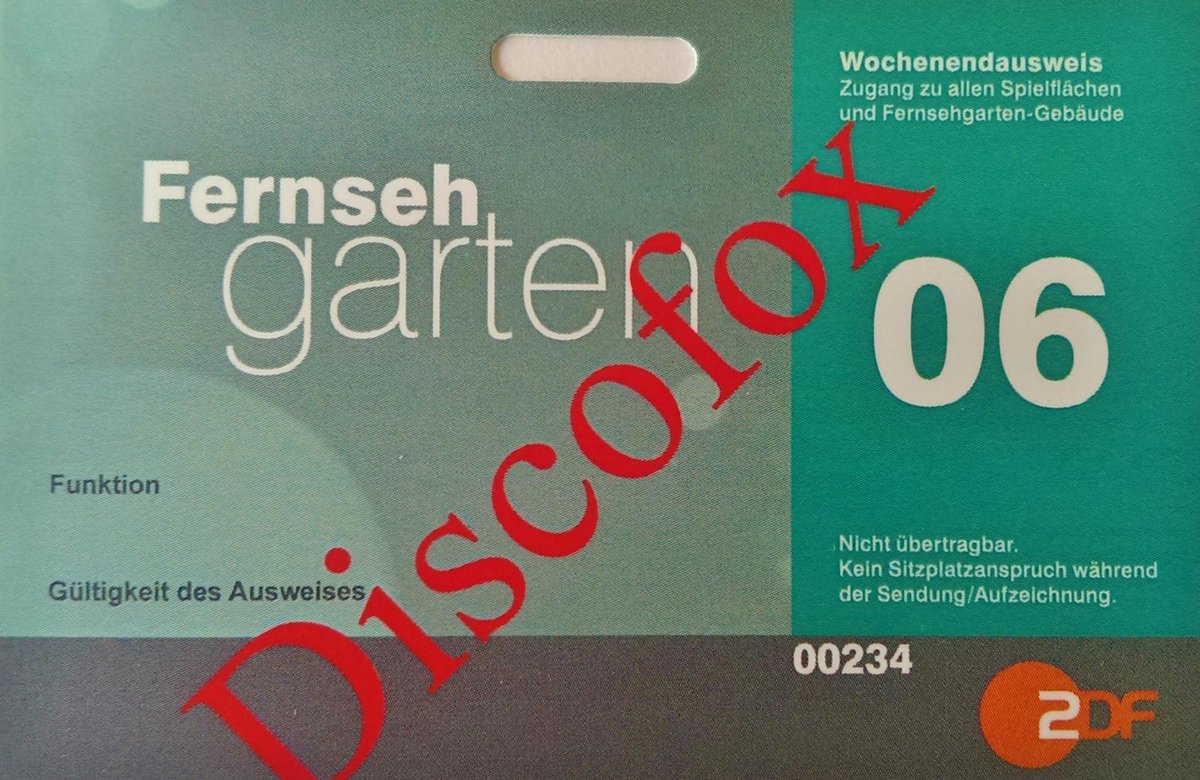 Wochenendausweis
Zugang zu allen Spielflächen
und Fernsehgarten-Gebäude
Fernseh
garten
06
Discofox
Funktion
Gültigkeit des Ausweises
Nicht übertragbar.
Kein Sitzplatzanspruch während
der Sendung/Aufzeichnung.
00234
2DF